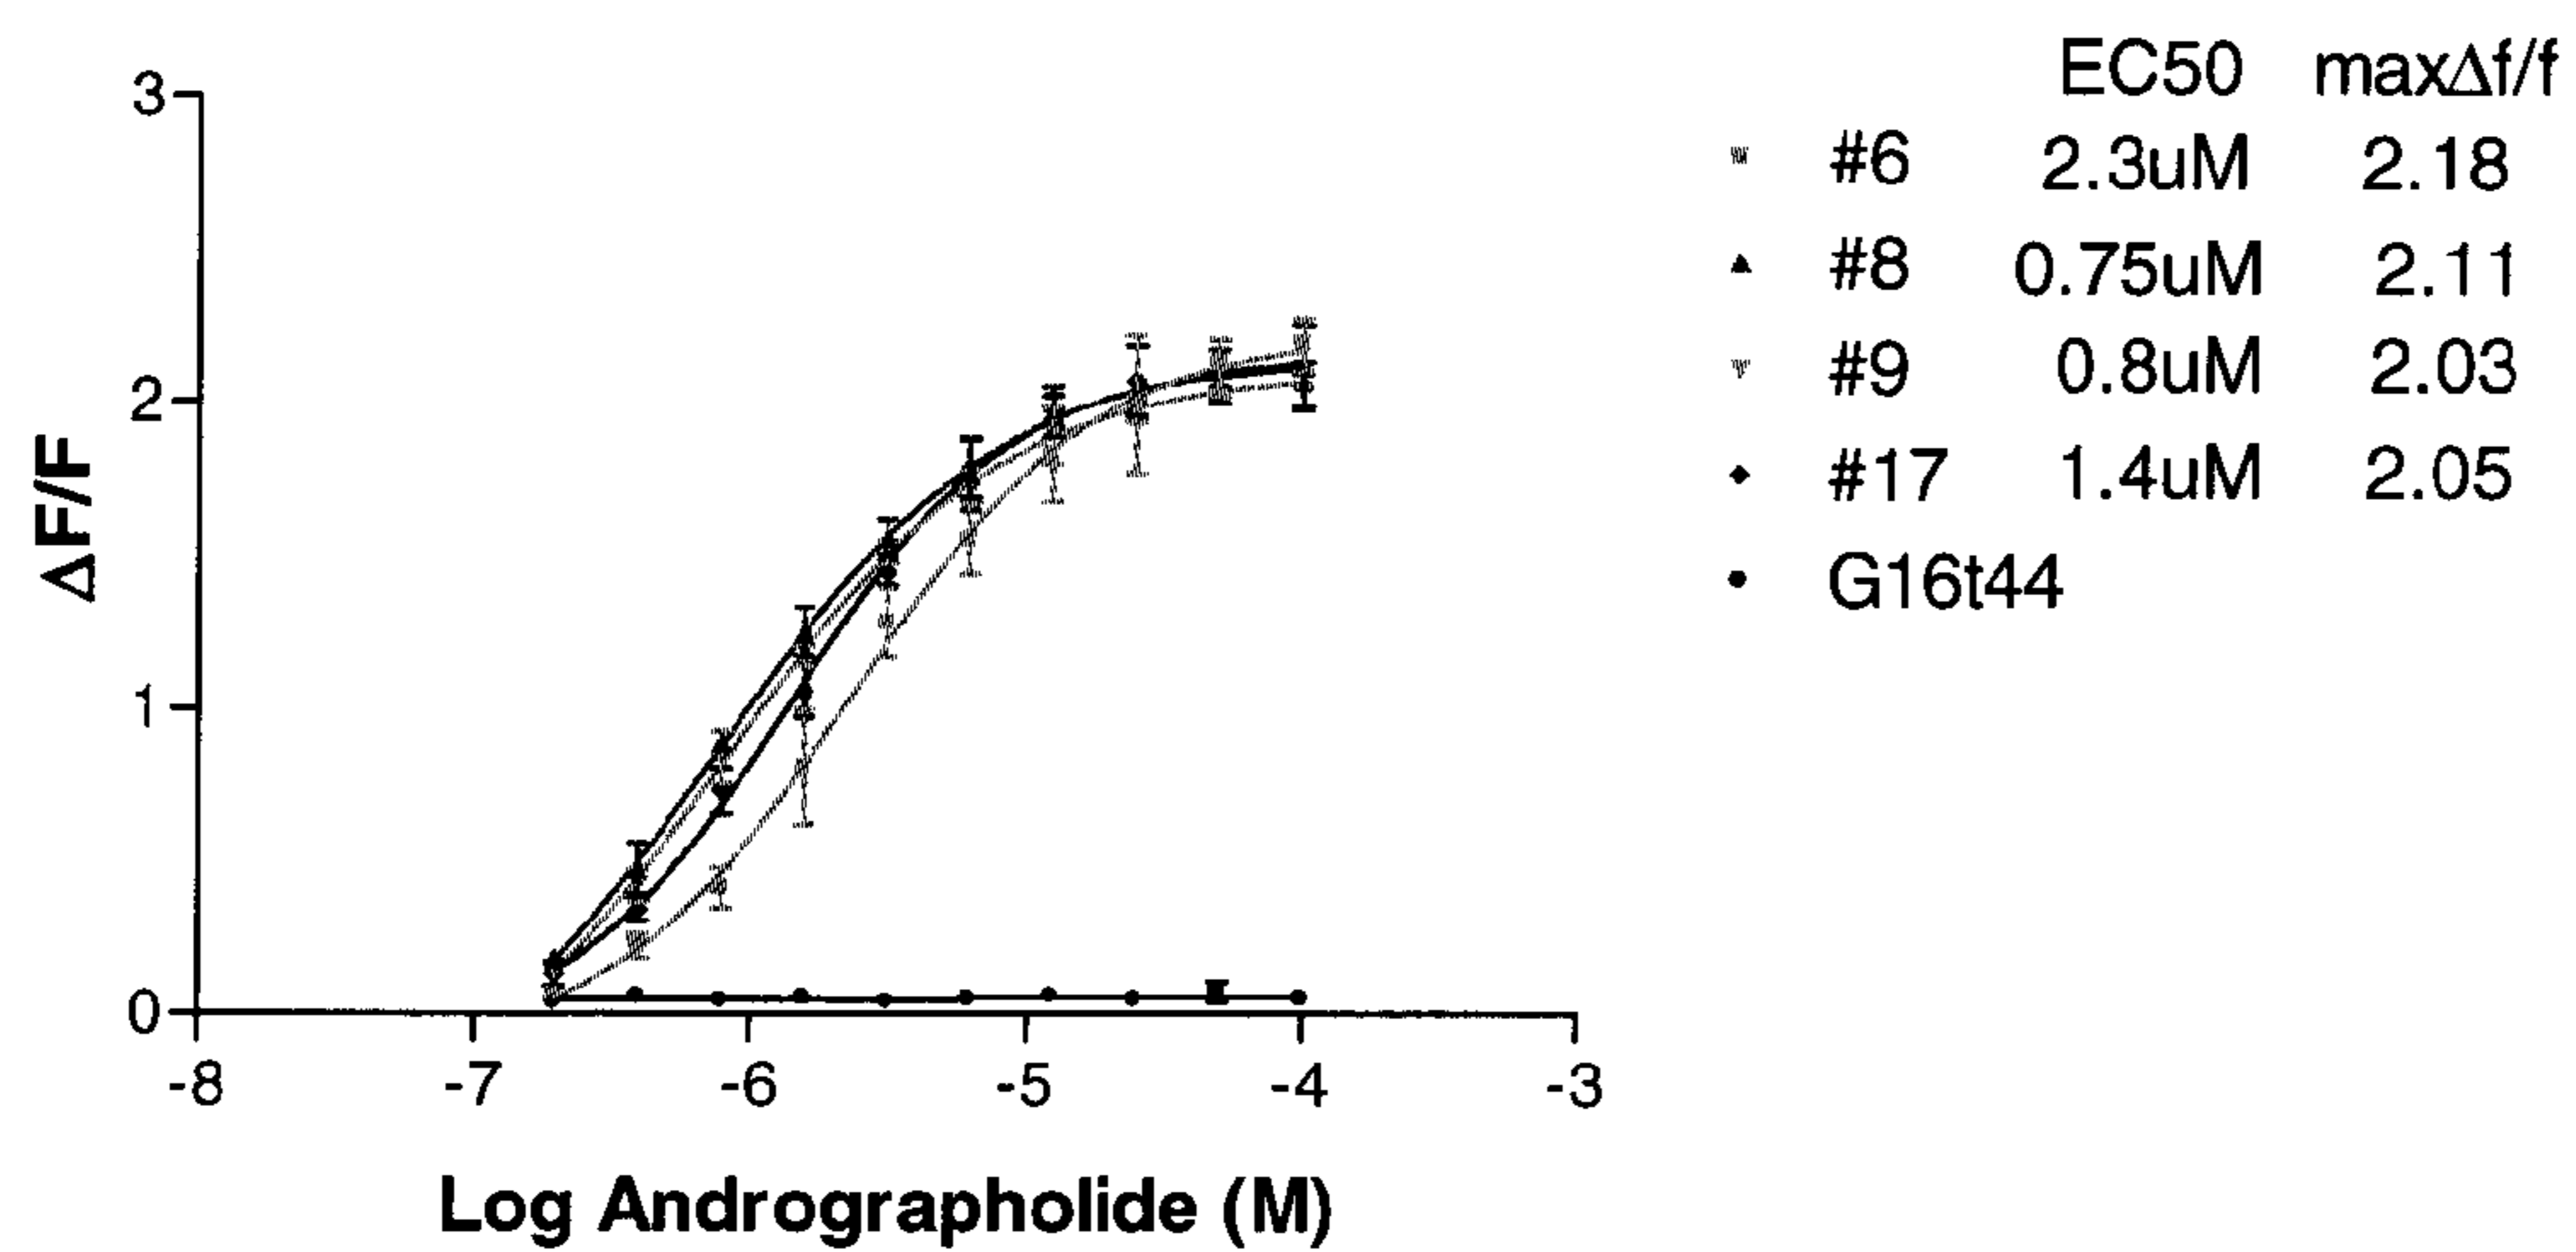 EC50 maxΔf/f
#6 2.3uM 2.18
#8 0.75uM 2.11
#9 0.8uM 2.03
#17 1.4uM 2.05
G16t44
ΔF/F
3
2
1
0
-8 -7 -6 -5 -4 -3
Log Andrographolide (M)